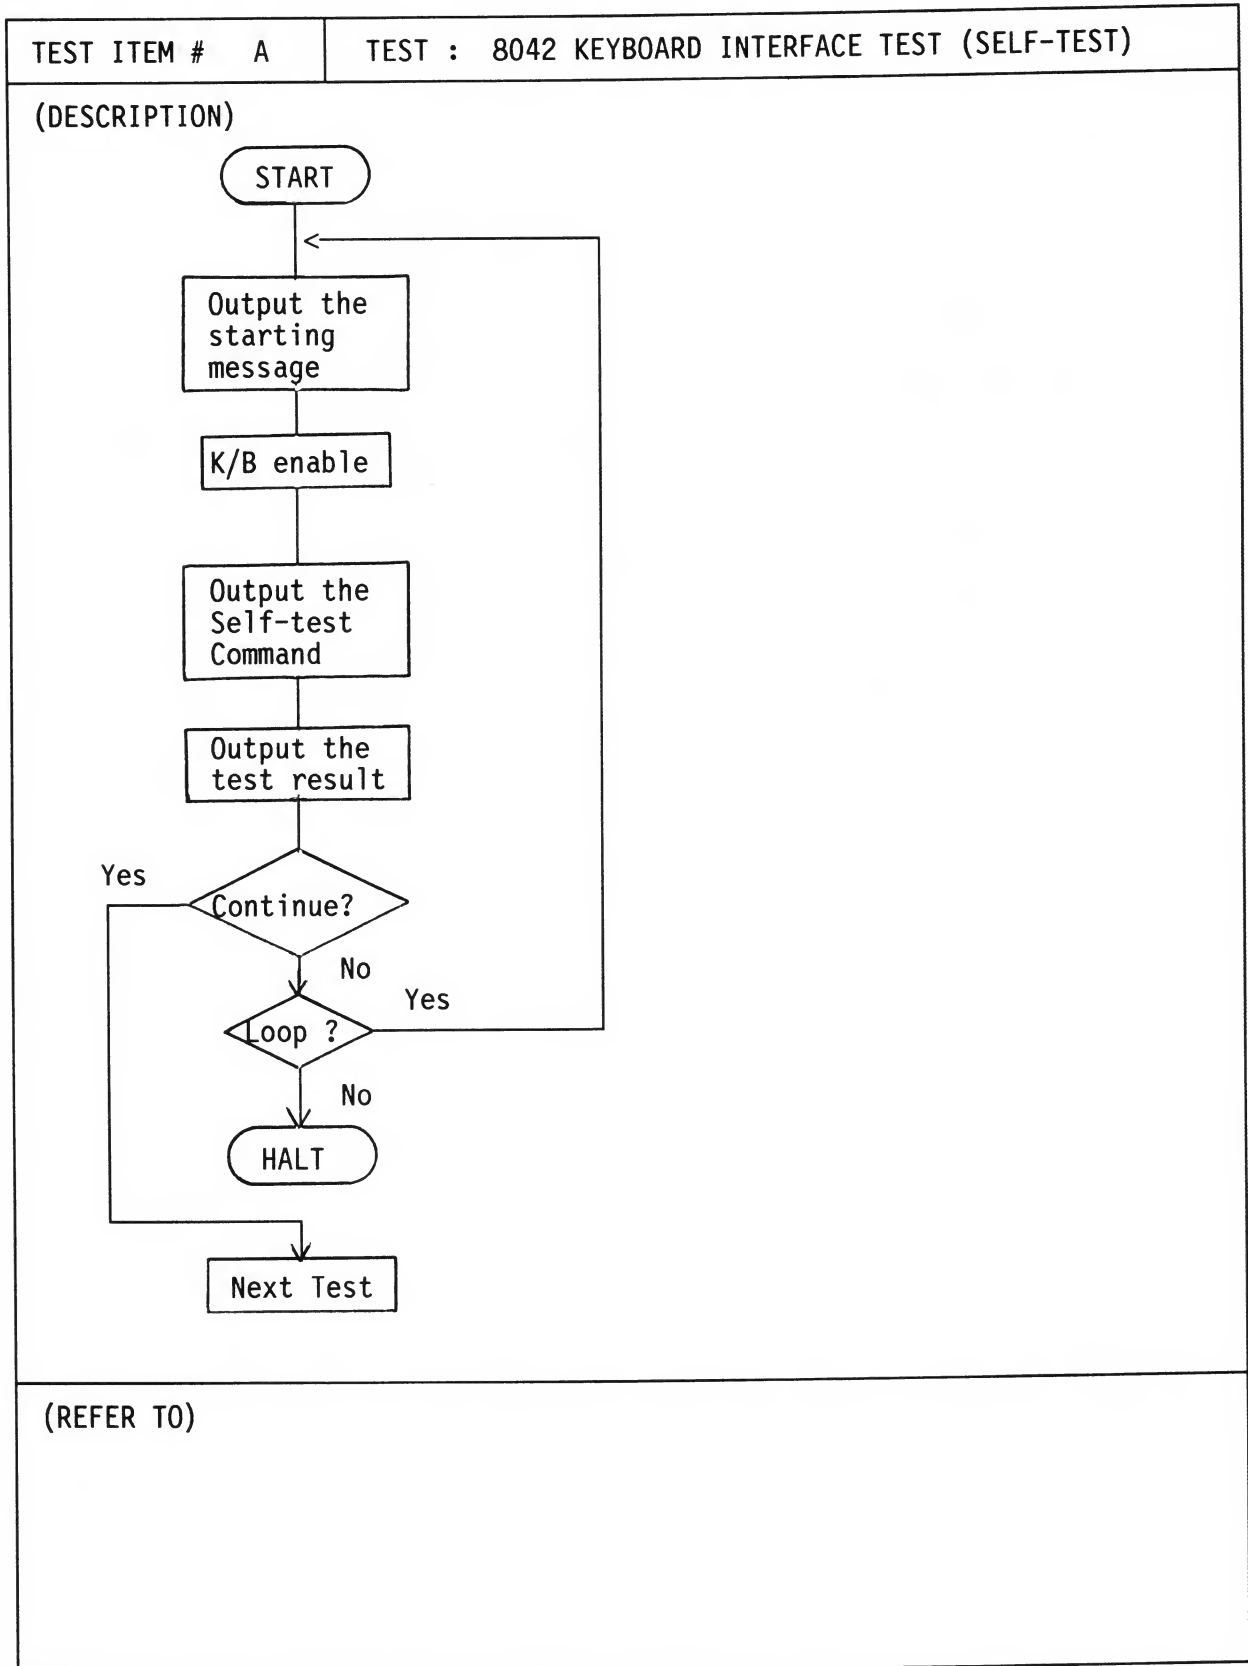 TEST ITEM # A
TEST : 8042 KEYBOARD INTERFACE TEST (SELF-TEST)
(DESCRIPTION)
START
Output the
starting
message
K/B enable
Output the
Self-test
Command
Output the
test result
Yes
Continue?
No
Yes
Loop ?
No
HALT
Next Test
(REFER TO)